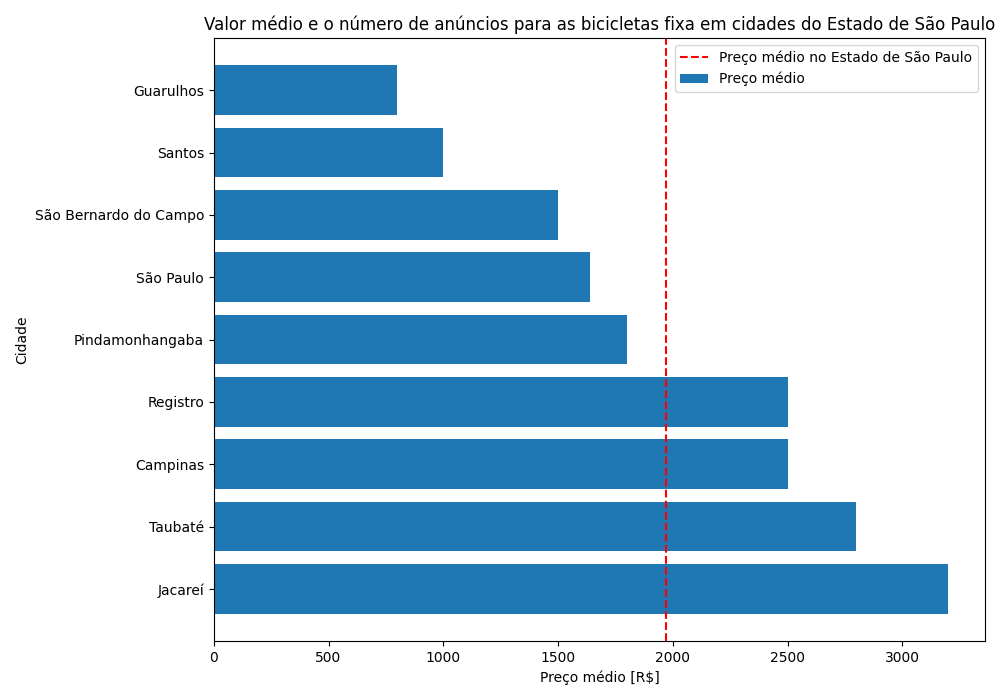 Valor médio e o número de anúncios para as bicicletas fixa em cidades do Estado de São Paulo
Preço médio no Estado de São Paulo
Preço médio
Cidade
Guarulhos
Santos
São Bernardo do Campo
São Paulo
Pindamonhangaba
Registro
Campinas
Taubaté
Jacareí
0 500 1000 1500 2000 2500 3000
Preço médio [R$]